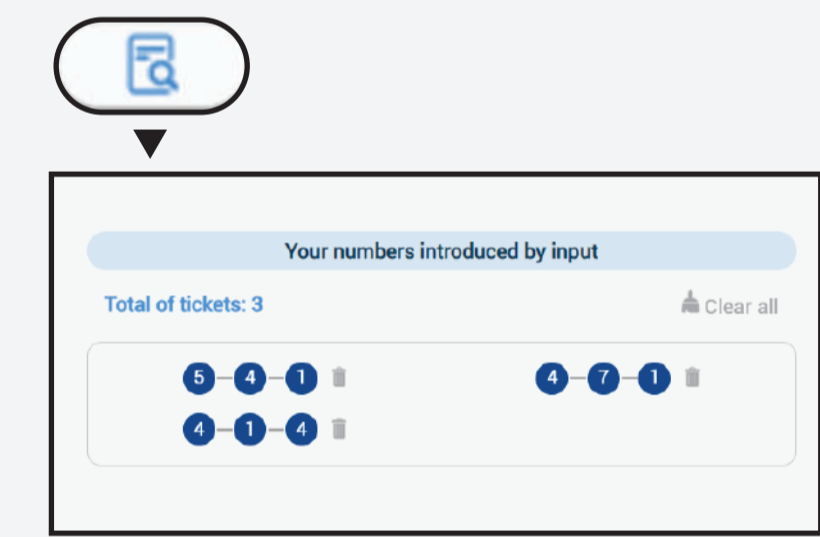 Your numbers introduced by input
Total of tickets: 3 Clear all
5-4-1 4-7-1
4-1-4